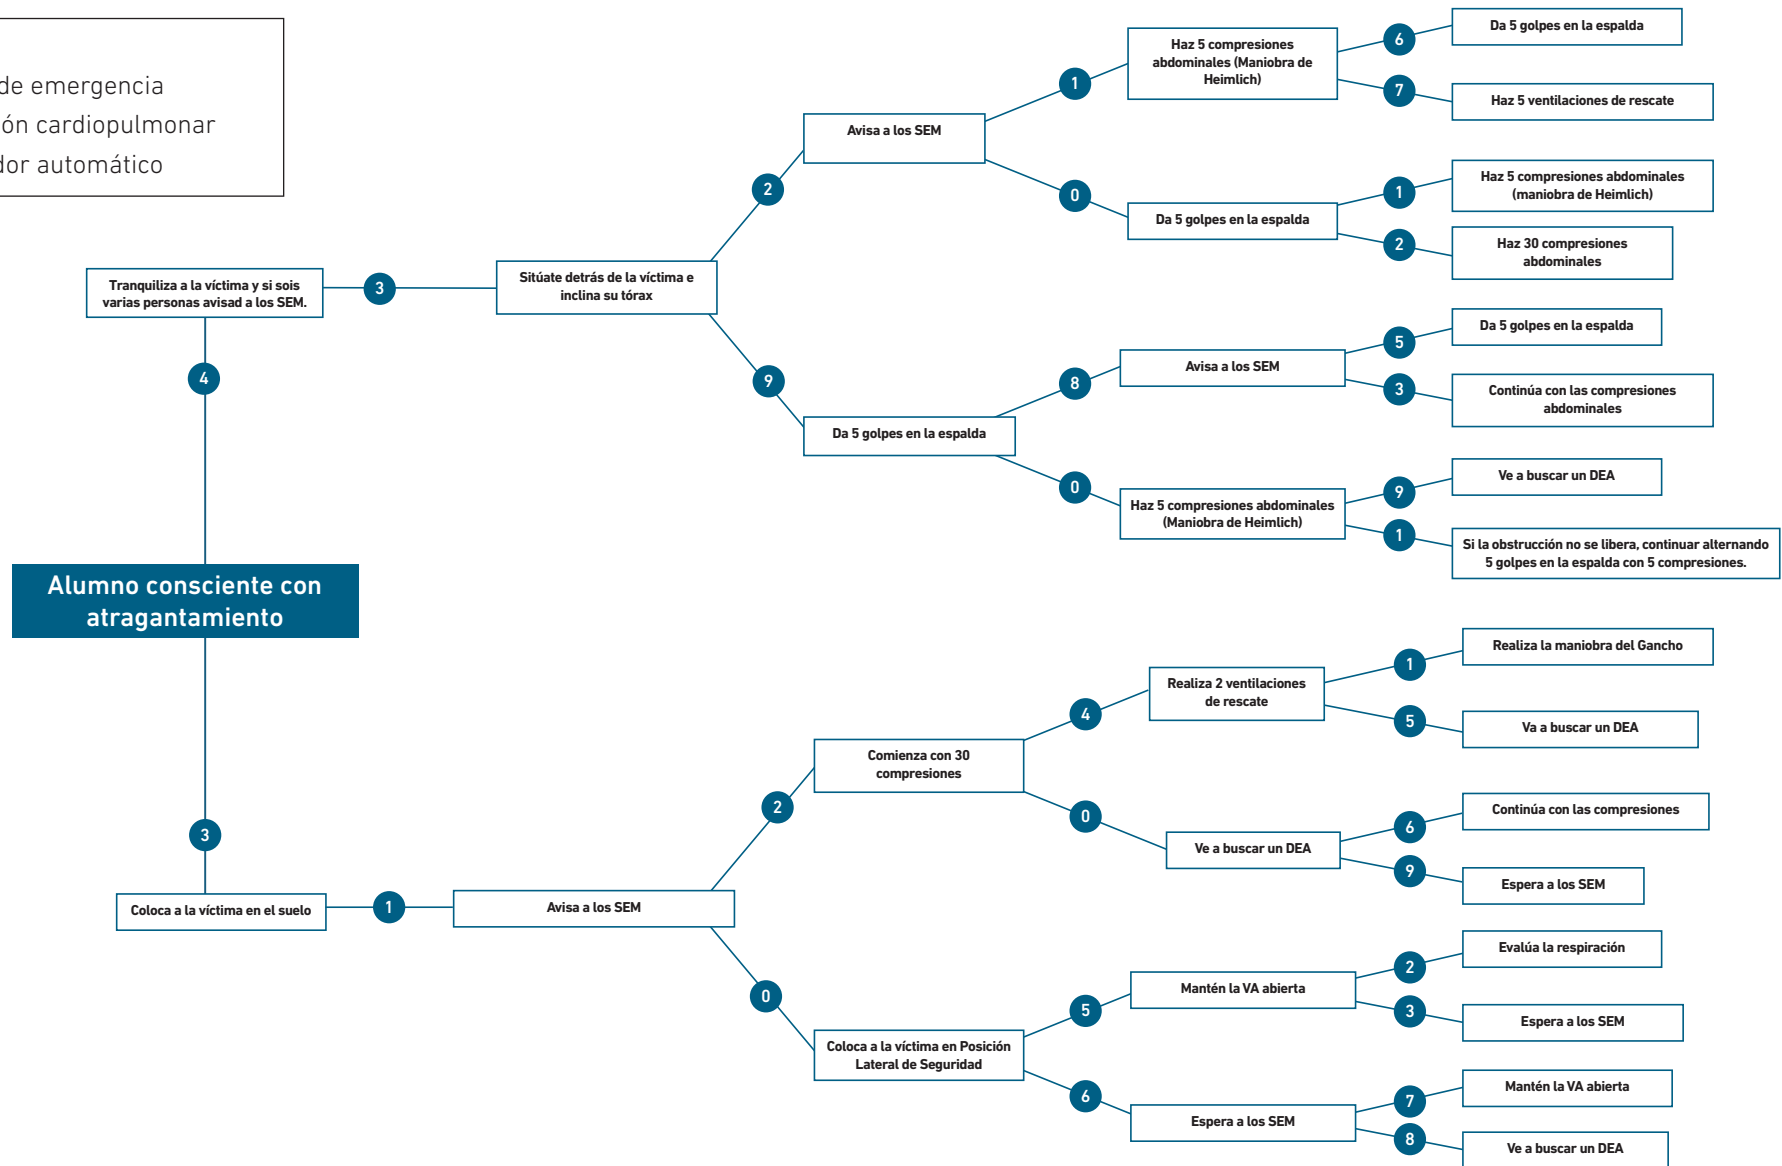 de emergencia
ón cardiopulmonar
dor automático
Alumno consciente con
atragantamiento
4
Tranquiliza a la víctima y si sois
varias personas avisad a los SEM.
3
Sitúate detrás de la víctima e
inclina su tórax
2
Avisa a los SEM
1
Haz 5 compresiones
abdominales (Maniobra de
Heimlich)
6
Da 5 golpes en la espalda
7
Haz 5 ventilaciones de rescate
0
Da 5 golpes en la espalda
1
Haz 5 compresiones abdominales
(maniobra de Heimlich)
2
Haz 30 compresiones
abdominales
9
Da 5 golpes en la espalda
8
Avisa a los SEM
5
Da 5 golpes en la espalda
3
Continúa con las compresiones
abdominales
0
Haz 5 compresiones abdominales
(Maniobra de Heimlich)
9
Ve a buscar un DEA
1
Si la obstrucción no se libera, continuar alternando
5 golpes en la espalda con 5 compresiones.
3
Coloca a la víctima en el suelo
1
Avisa a los SEM
2
Comienza con 30
compresiones
4
Realiza 2 ventilaciones
de rescate
1
Realiza la maniobra del Gancho
5
Va a buscar un DEA
0
Ve a buscar un DEA
6
Continúa con las compresiones
9
Espera a los SEM
0
Coloca a la víctima en Posición
Lateral de Seguridad
5
Mantén la VA abierta
2
Evalúa la respiración
3
Espera a los SEM
6
Espera a los SEM
7
Mantén la VA abierta
8
Ve a buscar un DEA